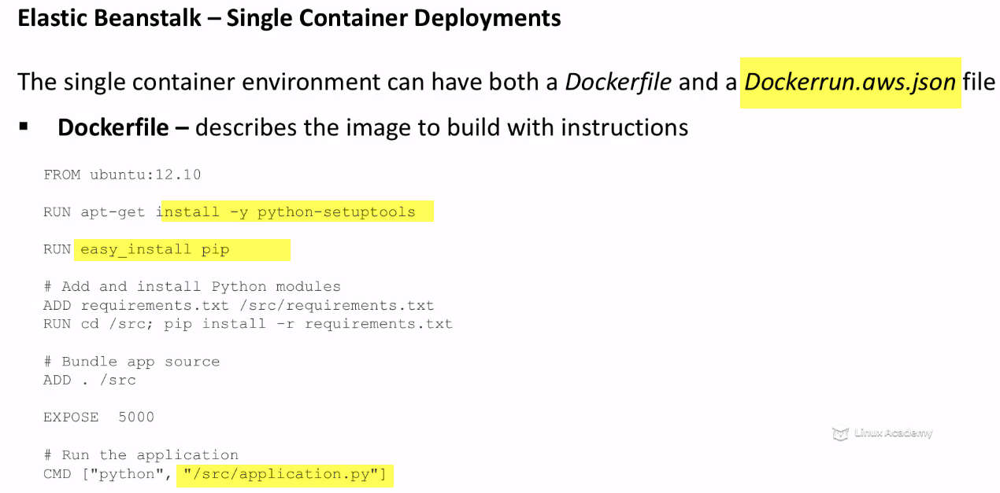 Elastic Beanstalk – Single Container Deployments
The single container environment can have both a Dockerfile and a Dockerrun.aws.json file
▪ Dockerfile – describes the image to build with instructions
FROM ubuntu:12.10
RUN apt-get install -y python-setuptools
RUN easy_install pip
# Add and install Python modules
ADD requirements.txt /src/requirements.txt
RUN cd /src; pip install -r requirements.txt
# Bundle app source
ADD . /src
EXPOSE  5000
Linux Academy
# Run the application
CMD ["python", "/src/application.py"]